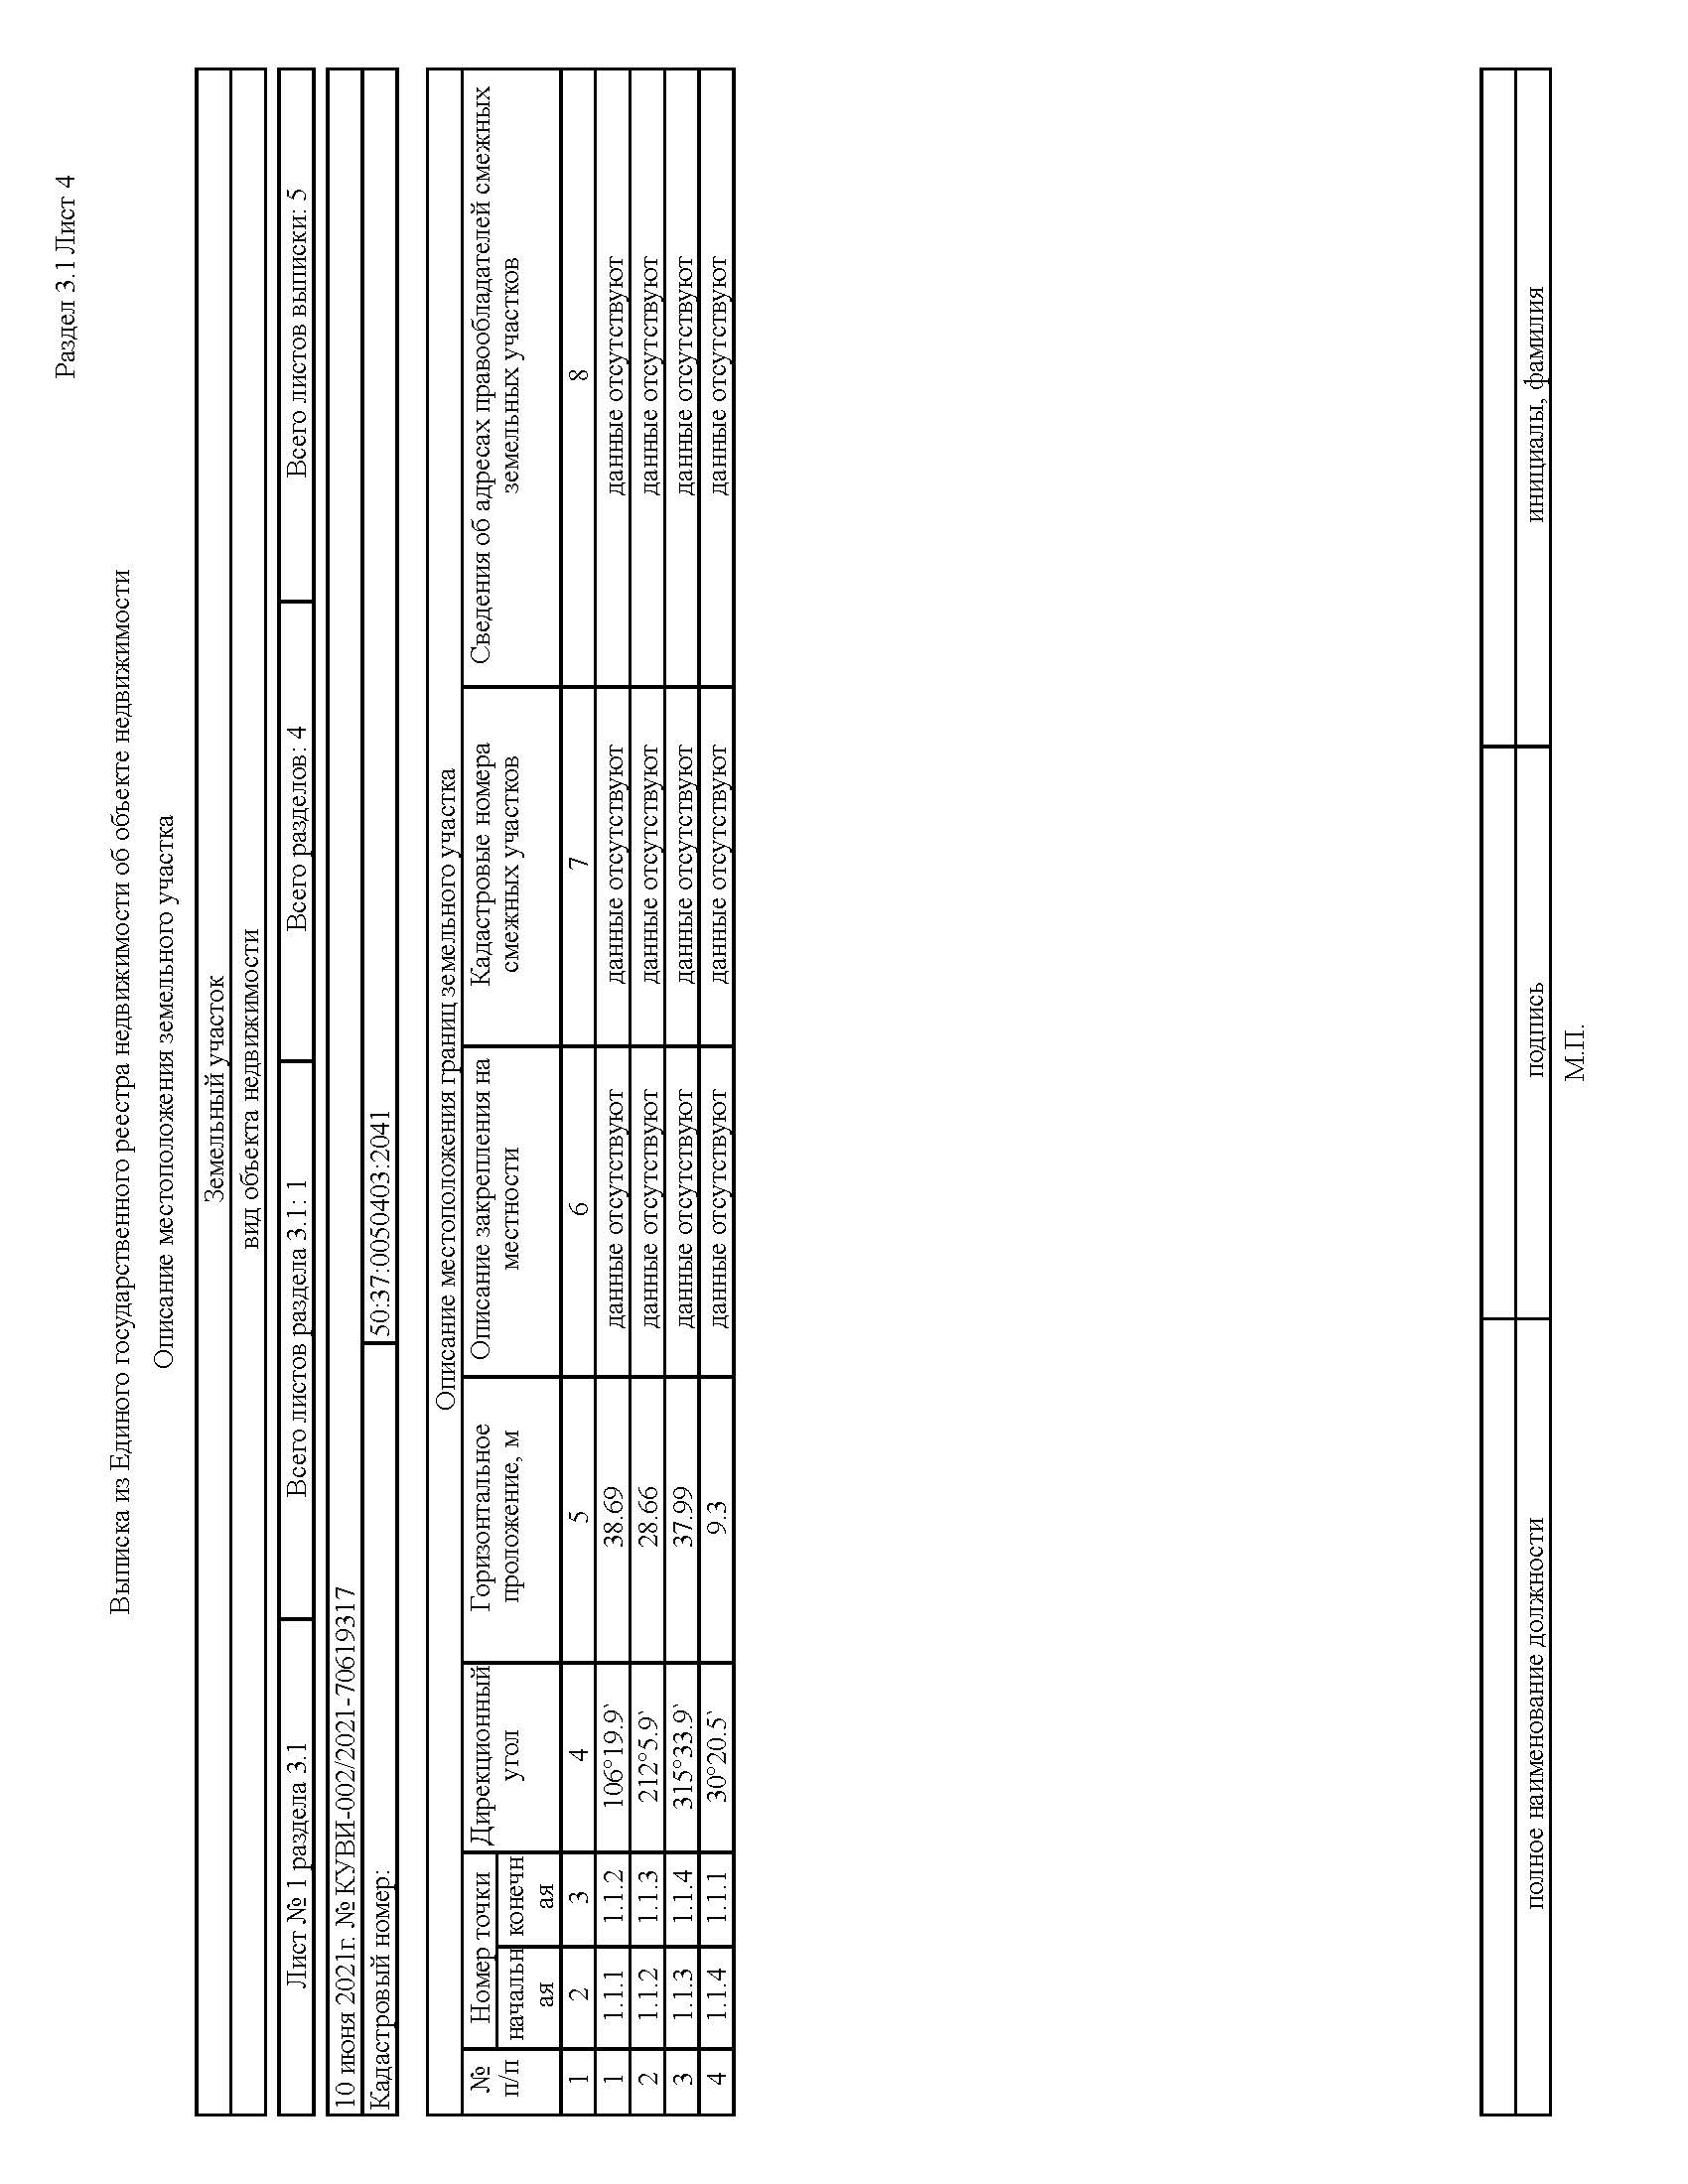 Раздел 3.1 Лист 4
Выписка из Единого государственного реестра недвижимости об объекте недвижимости
Описание местоположения земельного участка
Земельный участок
вид объекта недвижимости
Лист № 1 раздела 3.1 Всего листов раздела 3.1: 1 Всего разделов: 4 Всего листов выписки: 5
10 июня 2021г. № КУВИ-002/2021-70619317
Кадастровый номер: 50:37:0050403:2041
Описание местоположения границ земельного участка
№ Номер точки Дирекционный Горизонтальное Описание закрепления на Кадастровые номера Сведения об адресах правообладателей смежных
п/п начальн конечн угол проложение, м местности смежных участков земельных участков
ая ая
1 2 3 4 5 6 7 8
1 1.1.1 1.1.2 106°19.9` 38.69 данные отсутствуют данные отсутствуют данные отсутствуют
2 1.1.2 1.1.3 212°5.9` 28.66 данные отсутствуют данные отсутствуют данные отсутствуют
3 1.1.3 1.1.4 315°33.9` 37.99 данные отсутствуют данные отсутствуют данные отсутствуют
4 1.1.4 1.1.1 30°20.5` 9.3 данные отсутствуют данные отсутствуют данные отсутствуют
полное наименование должности подпись инициалы, фамилия
М.П.